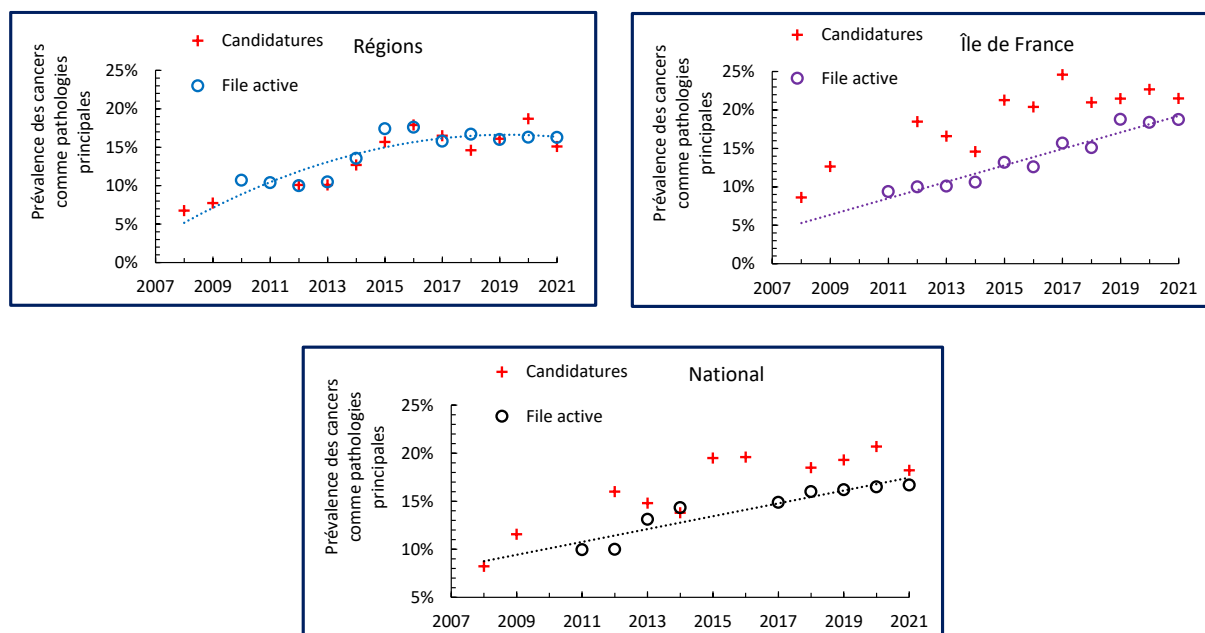 Candidatures
Régions
File active
Prévalence des cancers
comme pathologies
principales
25%
20%
15%
10%
5%
0%
2007 2009 2011 2013 2015 2017 2019 2021
Candidatures
Île de France
File active
Prévalence des cancers
comme pathologies
principales
25%
20%
15%
10%
5%
0%
2007 2009 2011 2013 2015 2017 2019 2021
Candidatures
National
File active
Prévalence des cancers
comme pathologies
principales
25%
20%
15%
10%
5%
2007 2009 2011 2013 2015 2017 2019 2021